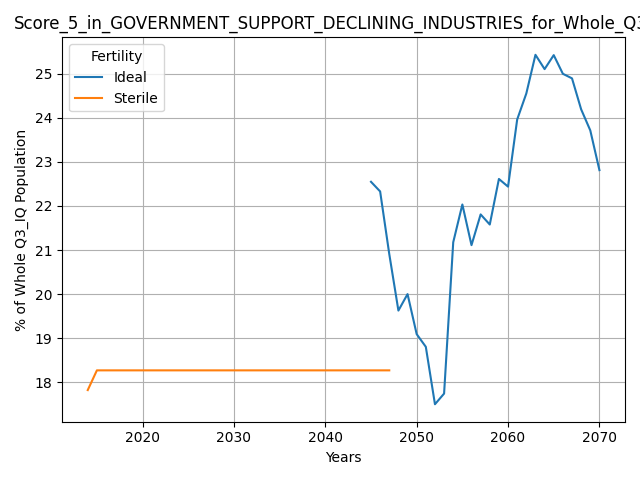 Score_5_in_GOVERNMENT_SUPPORT_DECLINING_INDUSTRIES_for_Whole_Q3
Fertility
Ideal
Sterile
% of Whole Q3_IQ Population
25
24
23
22
21
20
19
18
2020 2030 2040 2050 2060 2070
Years